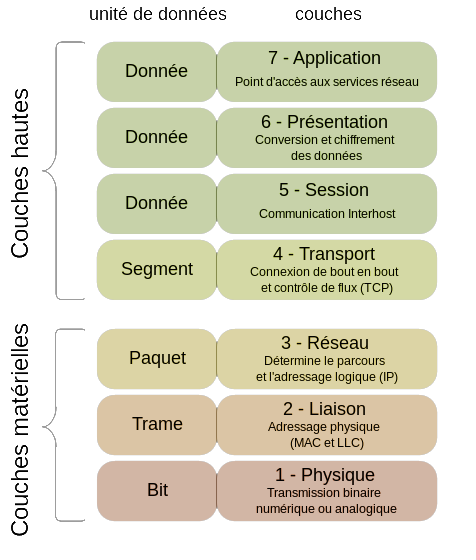 unité de données
couches
Couches hautes
Donnée
7 - Application
Point d'accès aux services réseau
Donnée
6 - Présentation
Conversion et chiffrement
des données
Donnée
5 - Session
Communication Interhost
Segment
4 - Transport
Connexion de bout en bout
et contrôle de flux (TCP)
Couches matérielles
Paquet
3 - Réseau
Détermine le parcours
et l'adressage logique (IP)
Trame
2 - Liaison
Adressage physique
(MAC et LLC)
Bit
1 - Physique
Transmission binaire
numérique ou analogique